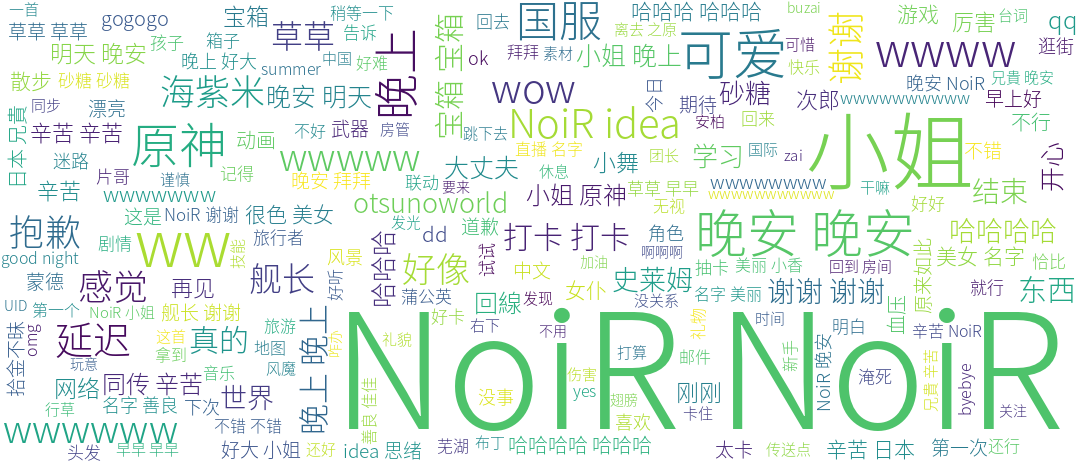 一首
草草 草草
gogogo
宝箱
草草
晚上
宝箱 宝箱
国服
哈哈哈 哈哈哈
可爱
谢谢
游戏
厉害
台词
qq
明天 晚安
孩子
箱子
稍等一下
告诉
回去
ok
拜拜
素材
离去 之原
小姐 晚上
可惜
buzai
快乐
wwww
逛街
散步
砂糖 砂糖
晚上 好大
summer
中国
好难
海紫米
晚安 明天
wow
今日
期待
砂糖
次郎
晚安 NoiR
兄貴 晚安
wwwwwwwwwww
早上好
日本 兄貴
同步
漂亮
辛苦 辛苦
原神
动画
不好
武器
房管
跳下去
NoiR idea
安柏
回来
不行
迷路
片哥
谨慎
记得
wwwww
大丈夫
直播 名字
小舞
团长
学习
国际
zai
小姐
不错
开心
辛苦
wwwwwww
晚安 拜拜
联动
要来
休息
草草 早早
wwwwwwww
wwwwwwwwwwww
无视
干嘛
结束
这是
NoiR 谢谢
很色 美女
otsunoworld
小姐 原神
好好
抱歉
剧情
ww
技能
旅行者
发光
dd
道歉
打卡 打卡
角色
晚安 晚安
哈哈哈哈
good night
风景
好听
哈哈哈
试试
加油
啊啊啊
美女 名字
原来如此
蒙德
感觉
再见
舰长
好像
中文
史莱姆
抽卡
美丽 小香
回到 房间
恰比
UID
第一个
NoiR 小姐
舰长 谢谢
蒲公英
回線
发现
女仆
没关系
名字 美丽
谢谢 谢谢
血压
就行
东西
omg
拾金不昧
延迟
这首
拿到
真的
旅游
地图
晚上 晚上
作办
好卡
右下
不用
礼物
时间
明白
辛苦 NoiR
玩意
音乐
风魔
礼貌
NoiR NoiR
打算
邮件
新手
NoiR 晚安
淹死
兄貴 辛苦
byebye
关注
网络
同传 辛苦
世界
善良 佳佳
没事
yes
伤害
翅膀
刚刚
卡住
行草
名字 善良
下次
喜欢
wwwwww
不错 不错
头发
早早 早早
好大 小姐
还好
idea 思绪
芜湖
布丁
哈哈哈哈 哈哈哈
太卡
传送点
辛苦 日本
第一次
还行